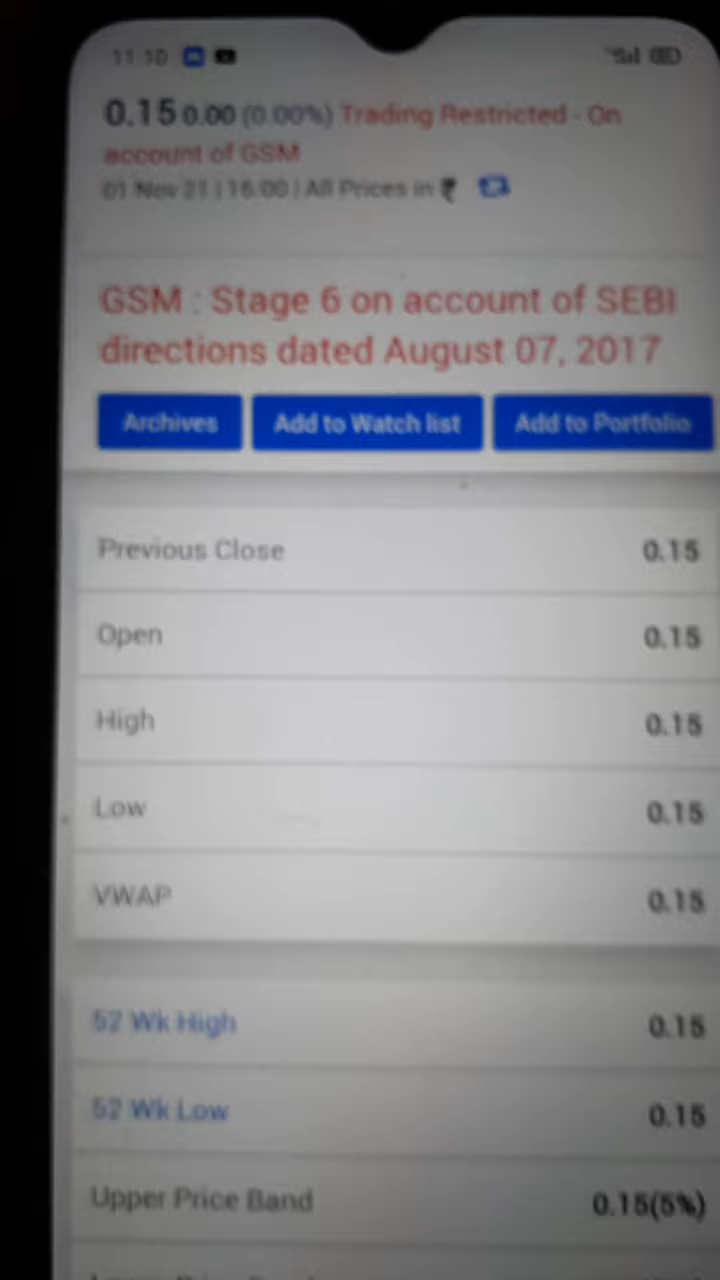 11:10
0.15 0.00 (0.00%) Trading Restricted - On
account of GSM
01 Nov 21 | 16:00 | All Prices in ₹
GSM : Stage 6 on account of SEBI
directions dated August 07, 2017
Archives Add to Watch list Add to Portfolio
Previous Close 0.15
Open 0.15
High 0.15
Low 0.15
VWAP 0.15
52 Wk High 0.15
52 Wk Low 0.15
Upper Price Band 0.15(5%)